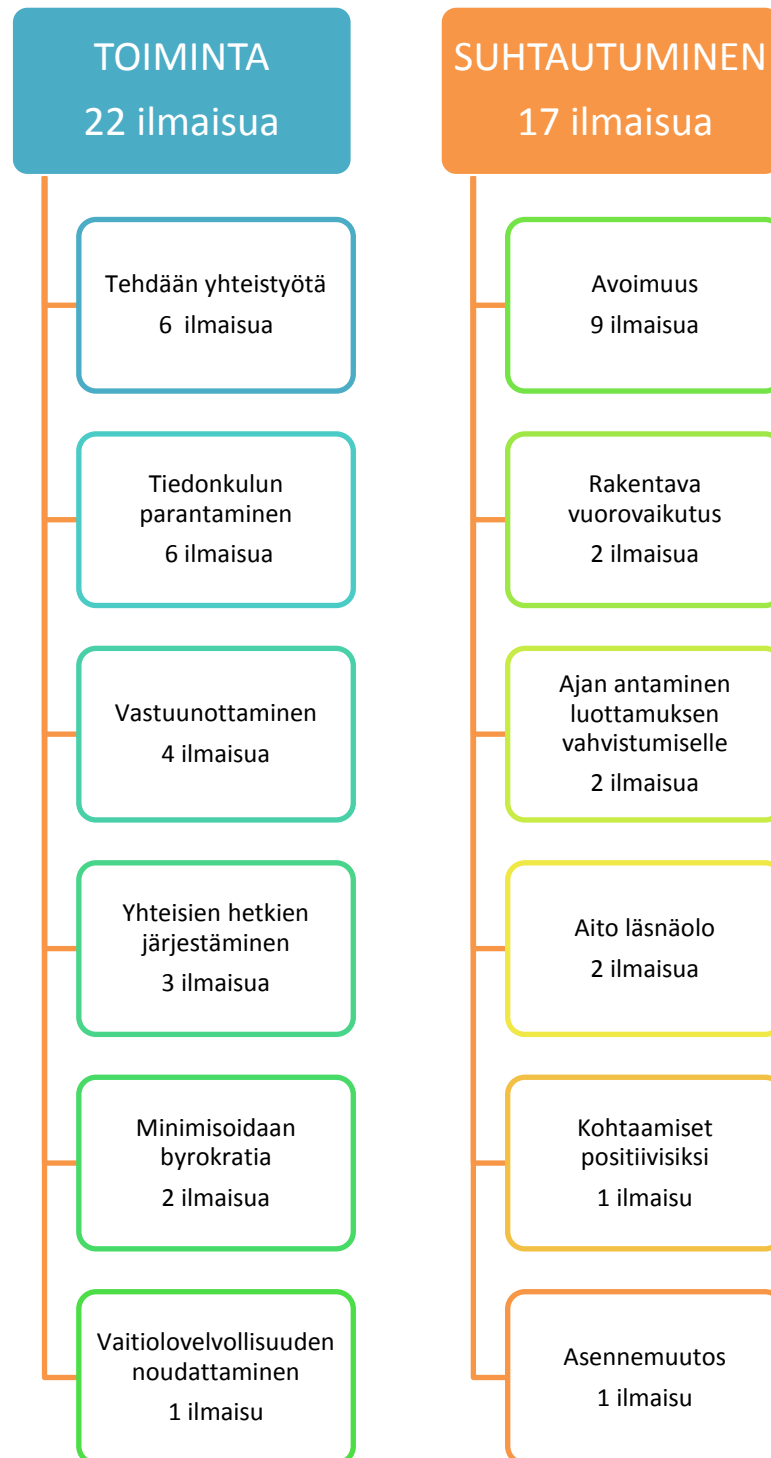 TOIMINTA
22 ilmaisua
Tehdään yhteistyötä
6 ilmaisua
Tiedonkulun
parantaminen
6 ilmaisua
Vastuunottaminen
4 ilmaisua
Yhteisien hetkien
järjestäminen
3 ilmaisua
Minimisoidaan
byrokratia
2 ilmaisua
Vaitiolovelvollisuuden
noudattaminen
1 ilmaisu
SUHTAUTUMINEN
17 ilmaisua
Avoimuus
9 ilmaisua
Rakentava
vuorovaikutus
2 ilmaisua
Ajan antaminen
luottamuksen
vahvistumiselle
2 ilmaisua
Aito läsnäolo
2 ilmaisua
Kohtaamiset
positiivisiksi
1 ilmaisu
Asennemuutos
1 ilmaisu